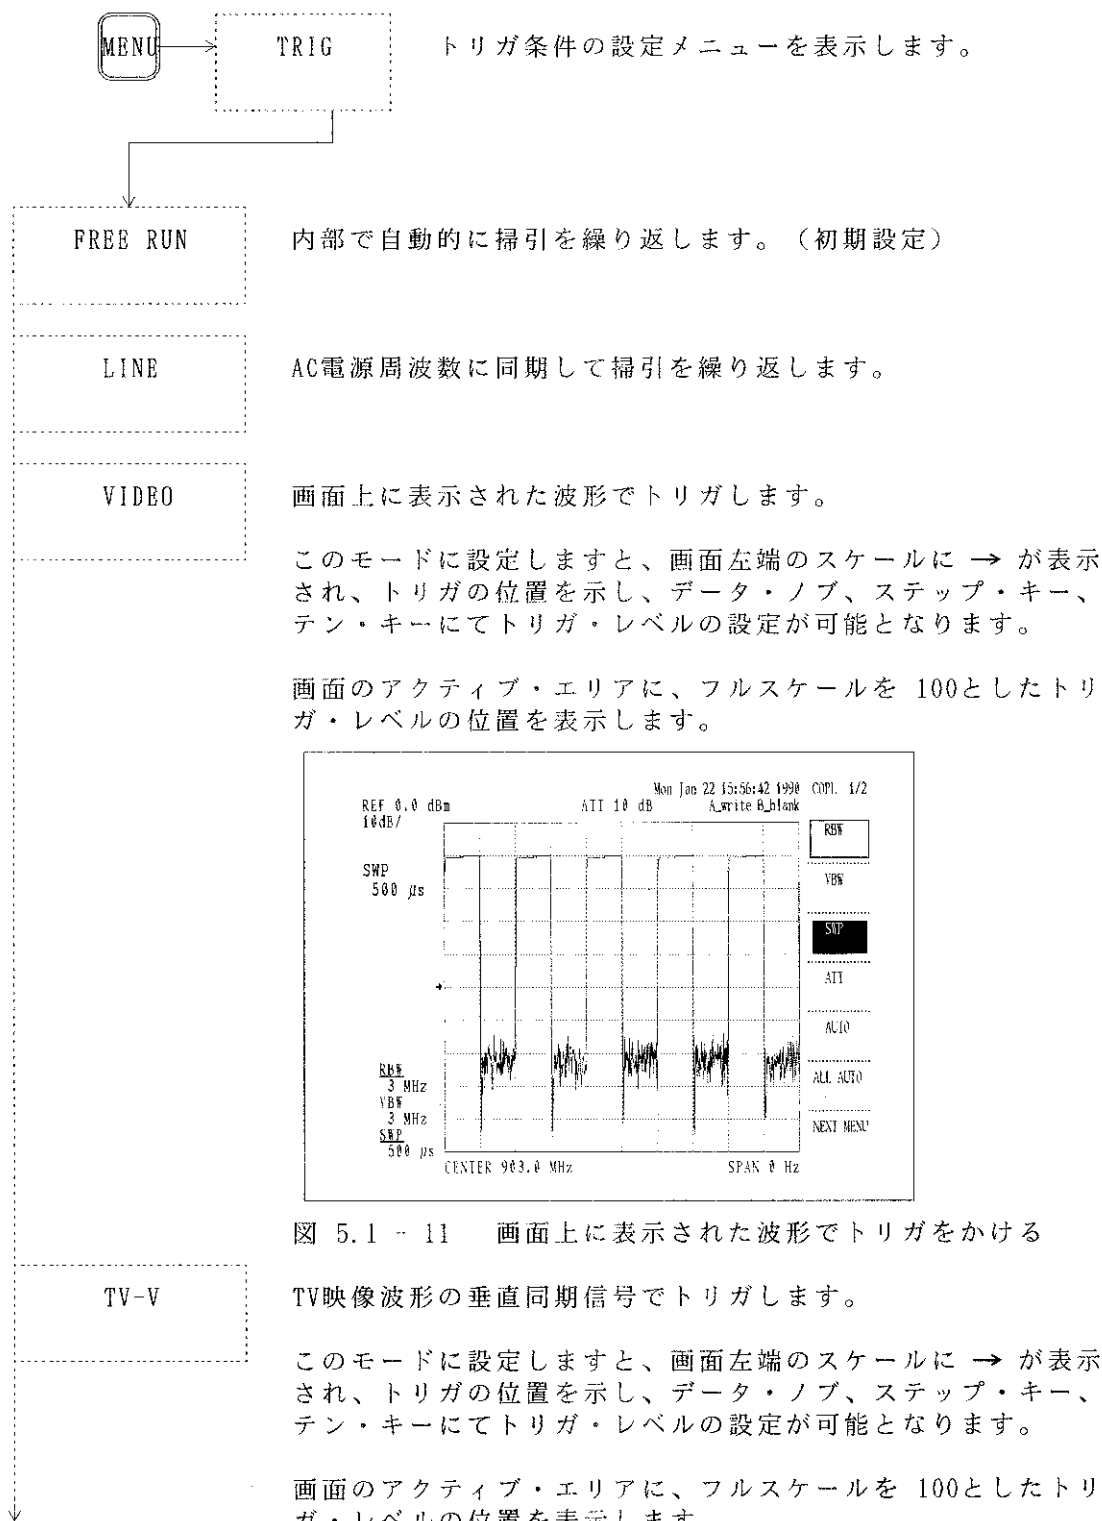 MENU
TRIG
トリガ条件の設定メニューを表示します。
FREE RUN
内部で自動的に掃引を繰り返します。（初期設定）
LINE
AC電源周波数に同期して掃引を繰り返します。
VIDEO
画面上に表示された波形でトリガします。
このモードに設定しますと、画面左端のスケールに → が表示
され、トリガの位置を示し、データ・ノブ、ステップ・キー、
テン・キーにてトリガ・レベルの設定が可能となります。
画面のアクティブ・エリアに、フルスケールを 100としたトリ
ガ・レベルの位置を表示します。
Mon Jan 22 15:56:42 1990 COPL 1/2
REF 0.0 dBm ATT 10 dB A_write B_blank
10dB/
RBW
SWP
500 μs
VBW
SWP
ATT
AUTO
ALL AUTO
NEXT MENU
RBW
3 MHz
VBW
3 MHz
SWP
500 μs
CENTER 903.0 MHz SPAN 0 Hz
図 5.1 - 11 画面上に表示された波形でトリガをかける
TV-V
TV映像波形の垂直同期信号でトリガします。
このモードに設定しますと、画面左端のスケールに → が表示
され、トリガの位置を示し、データ・ノブ、ステップ・キー、
テン・キーにてトリガ・レベルの設定が可能となります。
画面のアクティブ・エリアに、フルスケールを 100としたトリ
ガ・レベルの位置を表示します